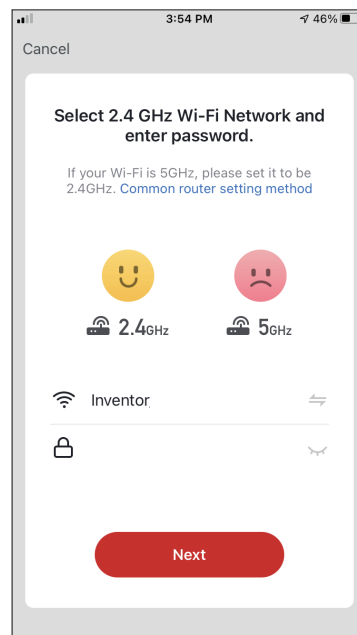 3:54 PM 46%
Cancel
Select 2.4 GHz Wi-Fi Network and
enter password.
If your Wi-Fi is 5GHz, please set it to be
2.4GHz. Common router setting method
2.4GHz 5GHz
Inventor
Next